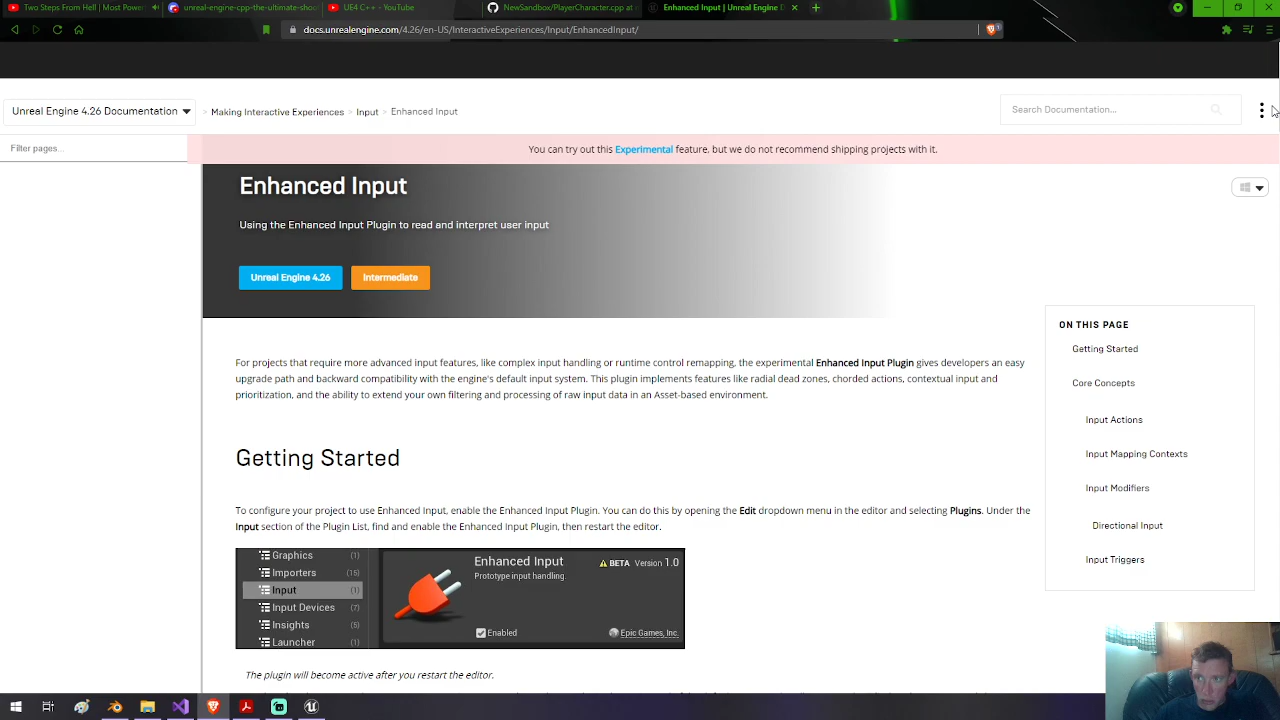 Two Steps From Hell | Most Power
unreal-engine-cpp-the-ultimate-shoo
UE4 C++ - YouTube
NewSandbox/PlayerCharacter.cpp at
Enhanced Input | Unreal Engine D
docs.unrealengine.com/4.26/en-US/InteractiveExperiences/Input/EnhancedInput/
Unreal Engine 4.26 Documentation > Making Interactive Experiences > Input > Enhanced Input
Search Documentation...
Filter pages...
You can try out this Experimental feature, but we do not recommend shipping projects with it.
Enhanced Input
Using the Enhanced Input Plugin to read and interpret user input
Unreal Engine 4.26
Intermediate
For projects that require more advanced input features, like complex input handling or runtime control remapping, the experimental Enhanced Input Plugin gives developers an easy
upgrade path and backward compatibility with the engine's default input system. This plugin implements features like radial dead zones, chorded actions, contextual input and
prioritization, and the ability to extend your own filtering and processing of raw input data in an Asset-based environment.
ON THIS PAGE
Getting Started
Core Concepts
Input Actions
Input Mapping Contexts
Input Modifiers
Directional Input
Input Triggers
Getting Started
To configure your project to use Enhanced Input, enable the Enhanced Input Plugin. You can do this by opening the Edit dropdown menu in the editor and selecting Plugins. Under the
Input section of the Plugin List, find and enable the Enhanced Input Plugin, then restart the editor.
Graphics (1)
Importers (15)
Input (1)
Input Devices (7)
Insights (5)
Launcher (1)
Enhanced Input
BETA Version 1.0
Prototype input handling.
Enabled
Epic Games, Inc.
The plugin will become active after you restart the editor.